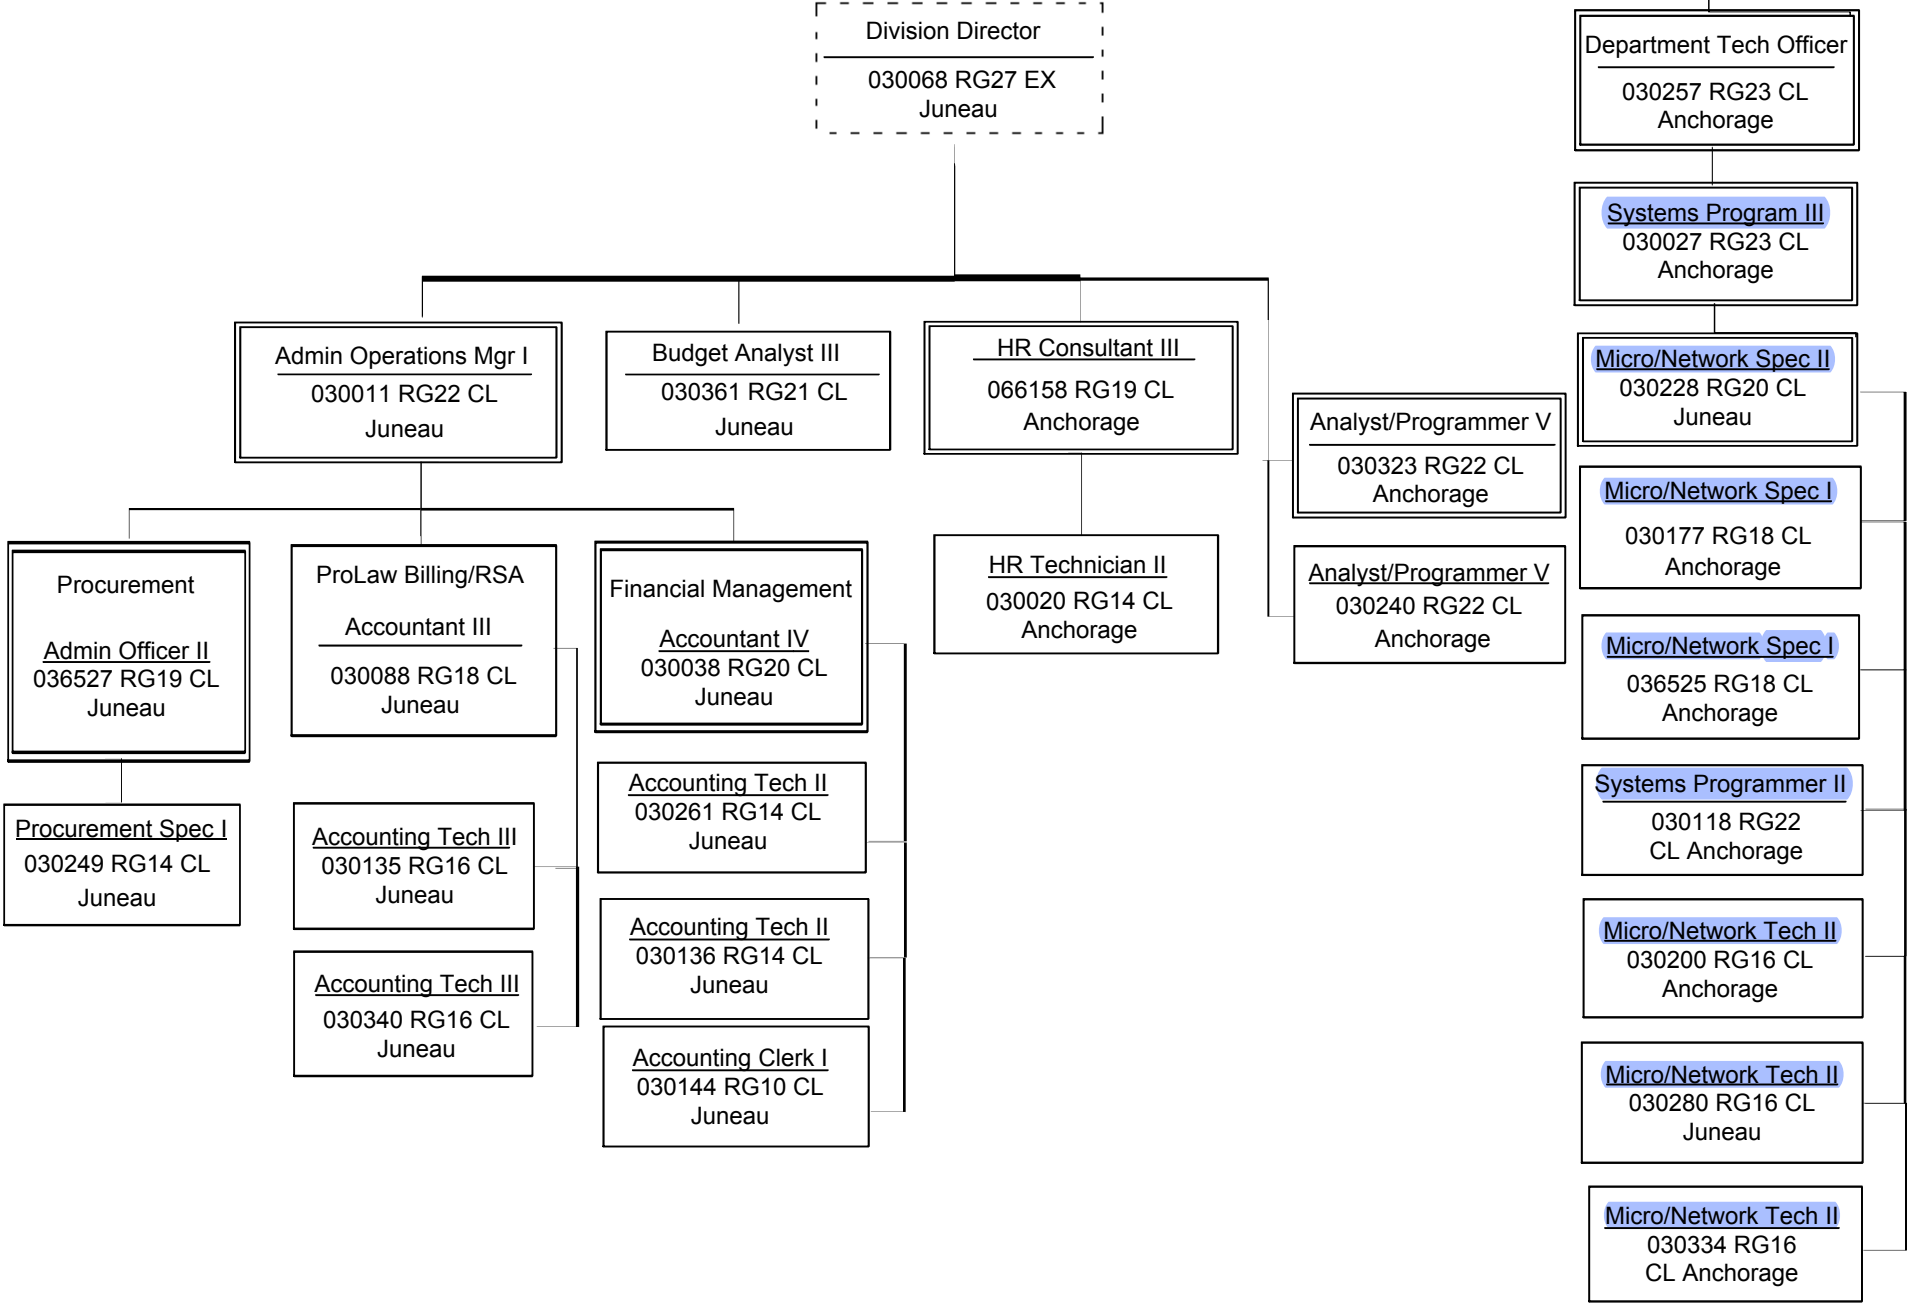 Division Director
030068 RG27 EX
Juneau
Department Tech Officer
030257 RG23 CL
Anchorage
Systems Program III
030027 RG23 CL
Anchorage
Admin Operations Mgr I
030011 RG22 CL
Juneau
Budget Analyst III
030361 RG21 CL
Juneau
HR Consultant III
066158 RG19 CL
Anchorage
Analyst/Programmer V
030323 RG22 CL
Anchorage
Micro/Network Spec II
030228 RG20 CL
Juneau
Micro/Network Spec I
030177 RG18 CL
Anchorage
Procurement
Admin Officer II
036527 RG19 CL
Juneau
ProLaw Billing/RSA
Accountant III
030088 RG18 CL
Juneau
Financial Management
Accountant IV
030038 RG20 CL
Juneau
HR Technician II
030020 RG14 CL
Anchorage
Analyst/Programmer V
030240 RG22 CL
Anchorage
Micro/Network Spec I
036525 RG18 CL
Anchorage
Procurement Spec I
030249 RG14 CL
Juneau
Accounting Tech III
030135 RG16 CL
Juneau
Accounting Tech II
030261 RG14 CL
Juneau
Systems Programmer II
030118 RG22
CL Anchorage
Accounting Tech III
030340 RG16 CL
Juneau
Accounting Tech II
030136 RG14 CL
Juneau
Micro/Network Tech II
030200 RG16 CL
Anchorage
Accounting Clerk I
030144 RG10 CL
Juneau
Micro/Network Tech II
030280 RG16 CL
Juneau
Micro/Network Tech II
030334 RG16
CL Anchorage